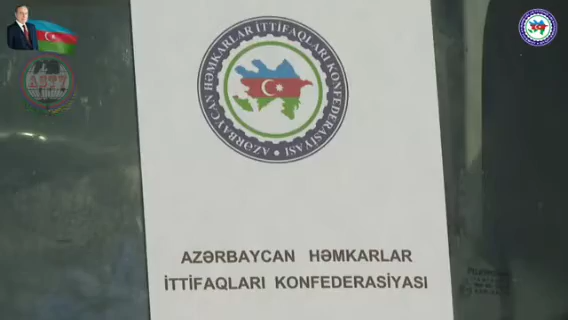 AZƏRBAYCAN HƏMKARLAR İTTİFAQLARI KONFEDERASİYASI
AZƏRBAYCAN HƏMKARLAR
İTTİFAQLARI KONFEDERASİYASI